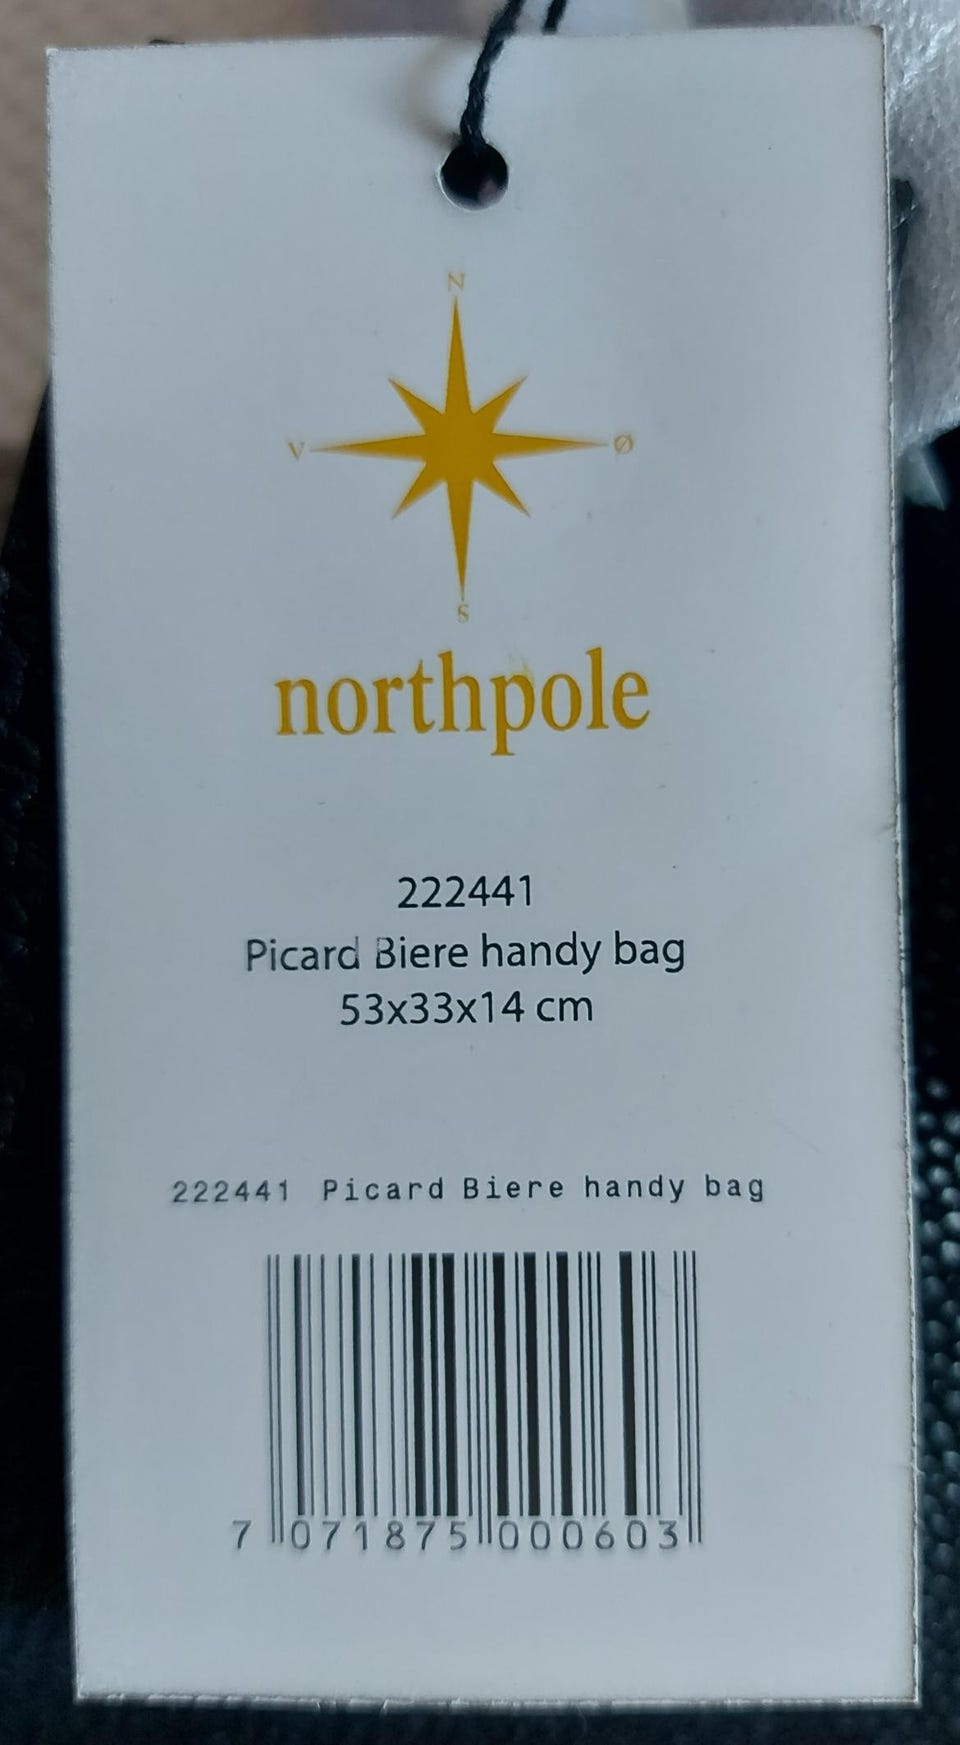 N
V Ø
S
northpole
222441
Picard Biere handy bag
53x33x14 cm
222441 Picard Biere handy bag
7 071875 000603